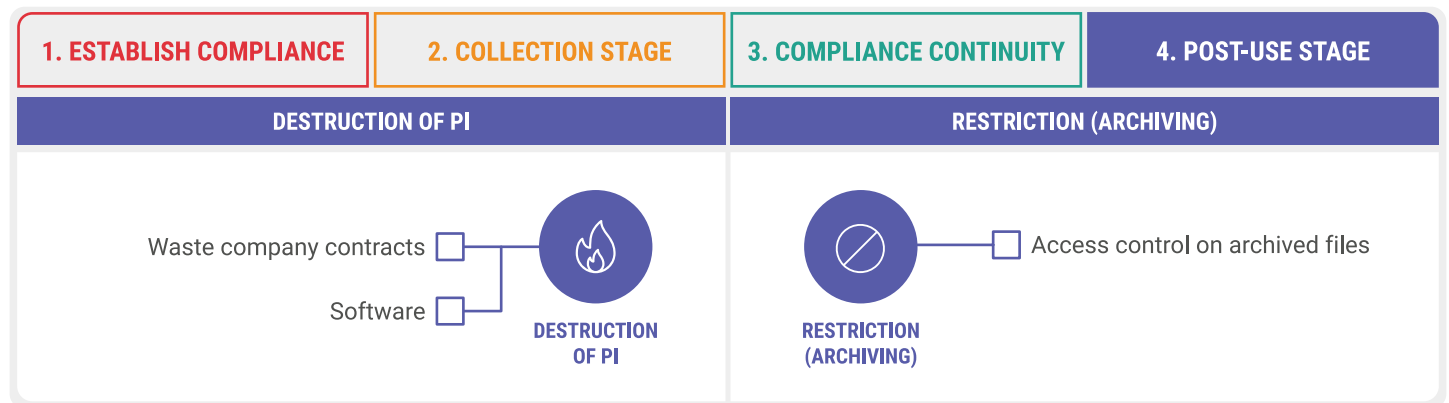 1. ESTABLISH COMPLIANCE
2. COLLECTION STAGE
3. COMPLIANCE CONTINUITY
4. POST-USE STAGE
DESTRUCTION OF PI
RESTRICTION (ARCHIVING)
Waste company contracts
Software
DESTRUCTION
OF PI
Access control on archived files
RESTRICTION
(ARCHIVING)